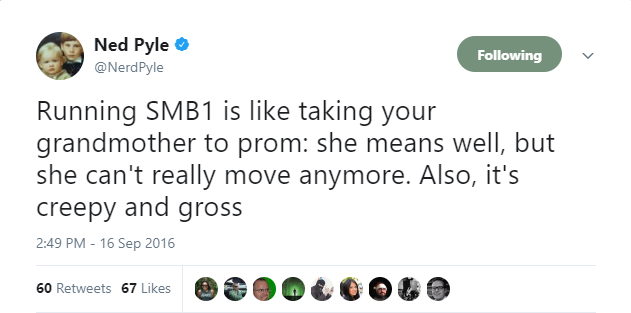 Ned Pyle
@NerdPyle
Following
Running SMB1 is like taking your
grandmother to prom: she means well, but
she can't really move anymore. Also, it's
creepy and gross
2:49 PM - 16 Sep 2016
60 Retweets 67 Likes